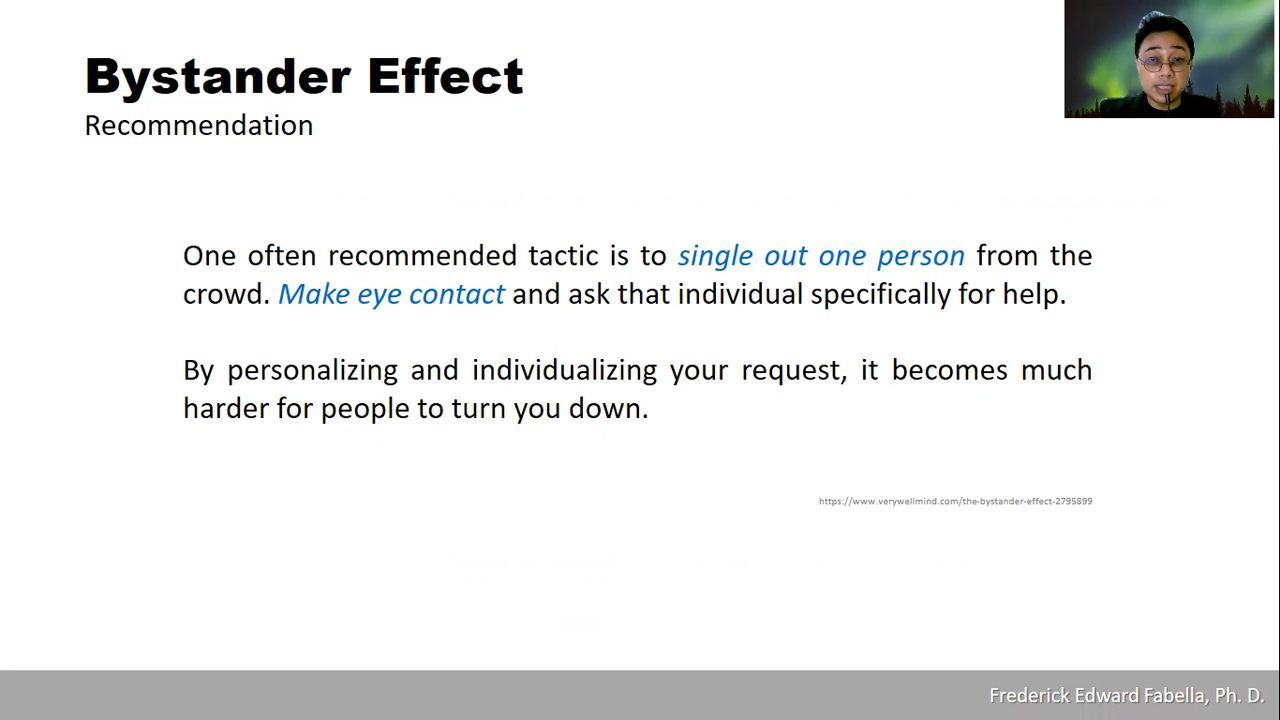 Bystander Effect
Recommendation
One often recommended tactic is to single out one person from the
crowd. Make eye contact and ask that individual specifically for help.
By personalizing and individualizing your request, it becomes much
harder for people to turn you down.
https://www.verywellmind.com/the-bystander-effect-2795899
Frederick Edward Fabella, Ph. D.